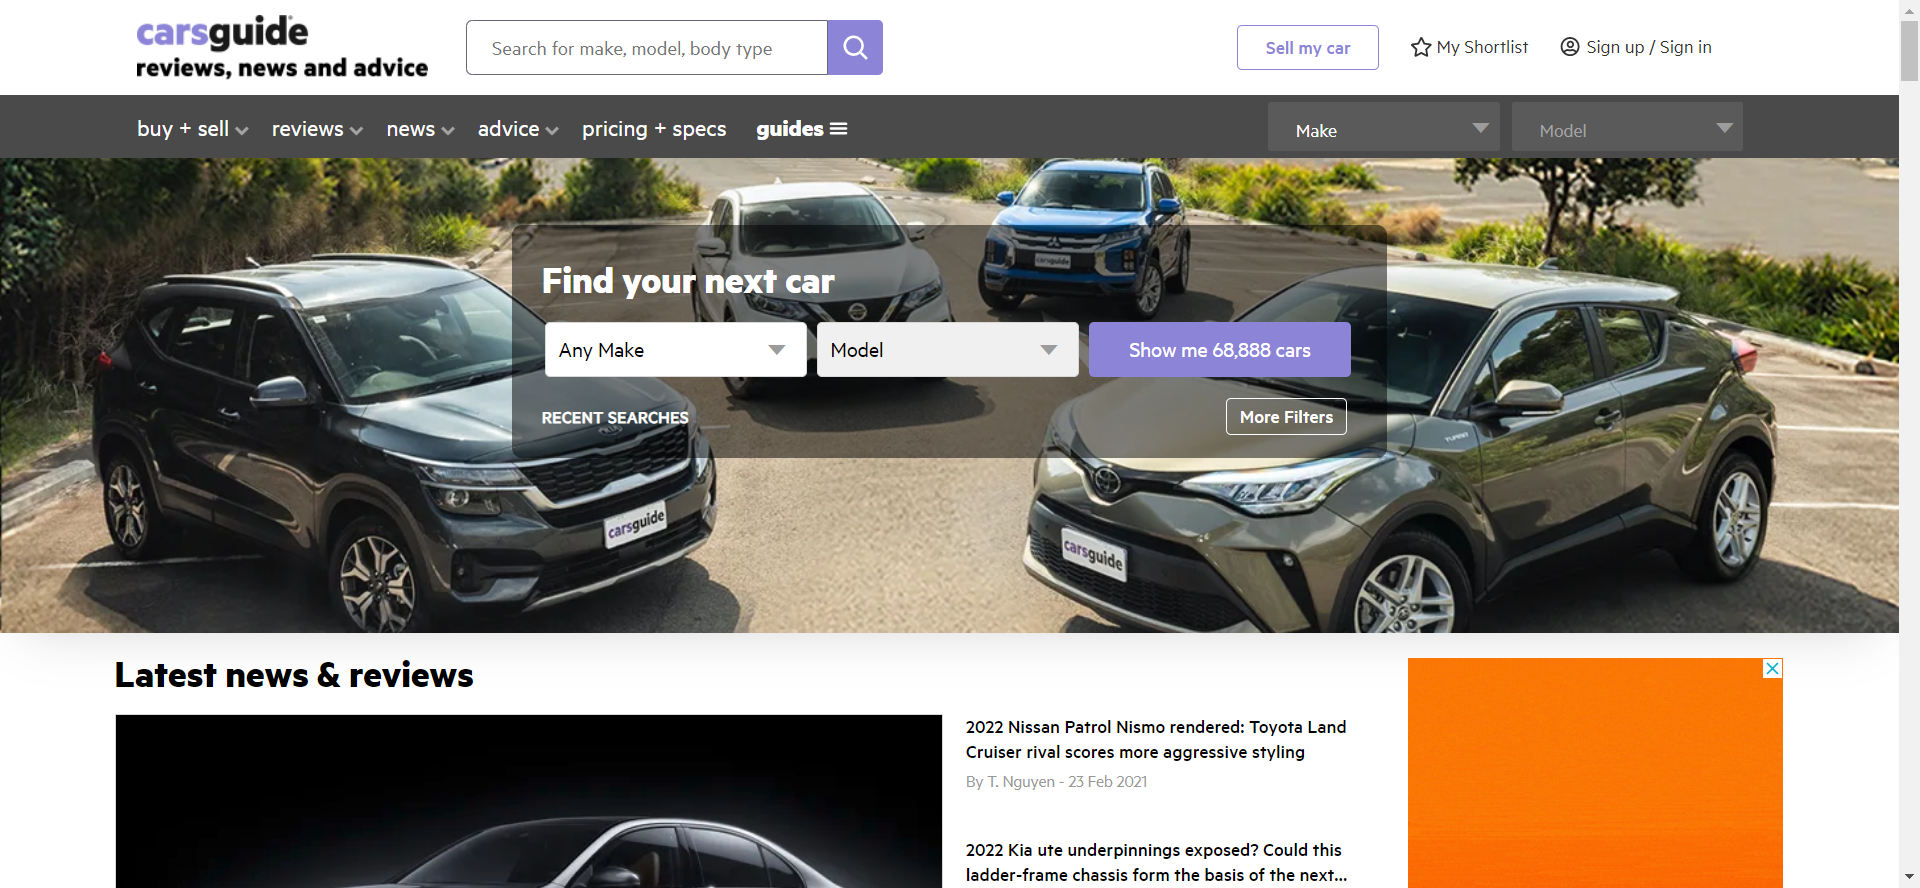 carsguide
reviews, news and advice
Search for make, model, body type
Sell my car
My Shortlist
Sign up / Sign in
buy + sell
reviews
news
advice
pricing + specs
guides
Make
Model
Find your next car
Any Make
Model
Show me 68,888 cars
RECENT SEARCHES
More Filters
carsguide
carsguide
carsguide
Latest news & reviews
2022 Nissan Patrol Nismo rendered: Toyota Land
Cruiser rival scores more aggressive styling
By T. Nguyen - 23 Feb 2021
2022 Kia ute underpinnings exposed? Could this
ladder-frame chassis form the basis of the next...